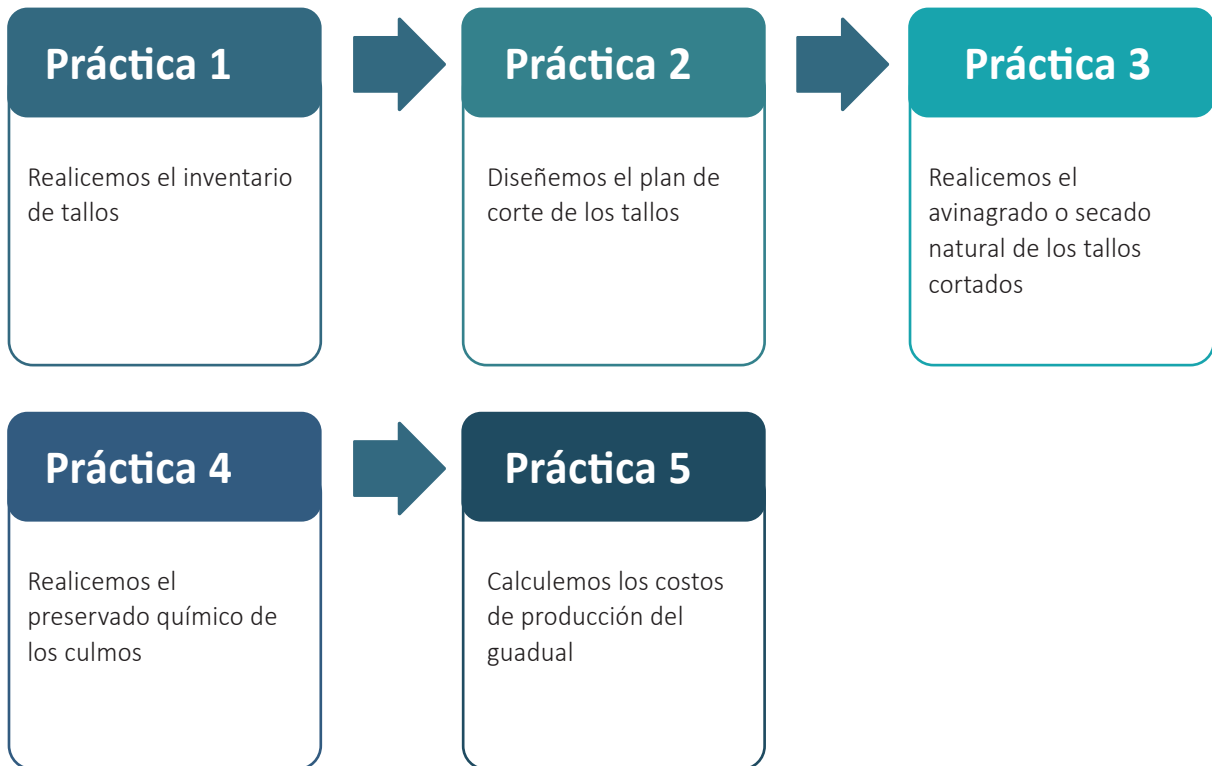 Práctica 1
Realicemos el inventario
de tallos
Práctica 2
Diseñemos el plan de
corte de los tallos
Práctica 3
Realicemos el
avinagrado o secado
natural de los tallos
cortados
Práctica 4
Realicemos el
preservado químico de
los culmos
Práctica 5
Calculemos los costos
de producción del
guadual